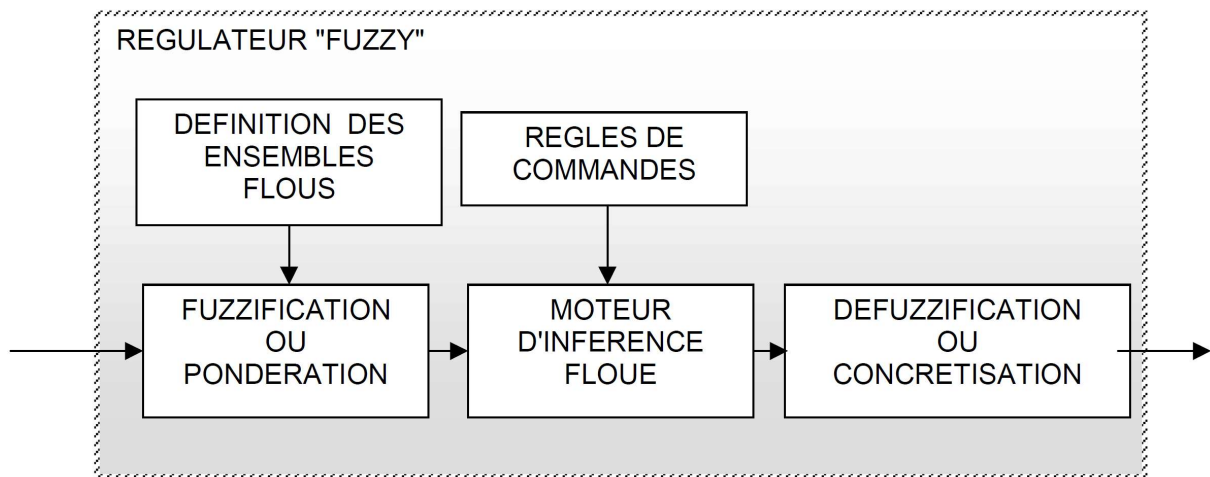 REGULATEUR "FUZZY"
DEFINITION DES
ENSEMBLES
FLOUS
REGLES DE
COMMANDES
FUZZIFICATION
OU
PONDERATION
MOTEUR
D'INFERENCE
FLOUE
DEFUZZIFICATION
OU
CONCRETISATION